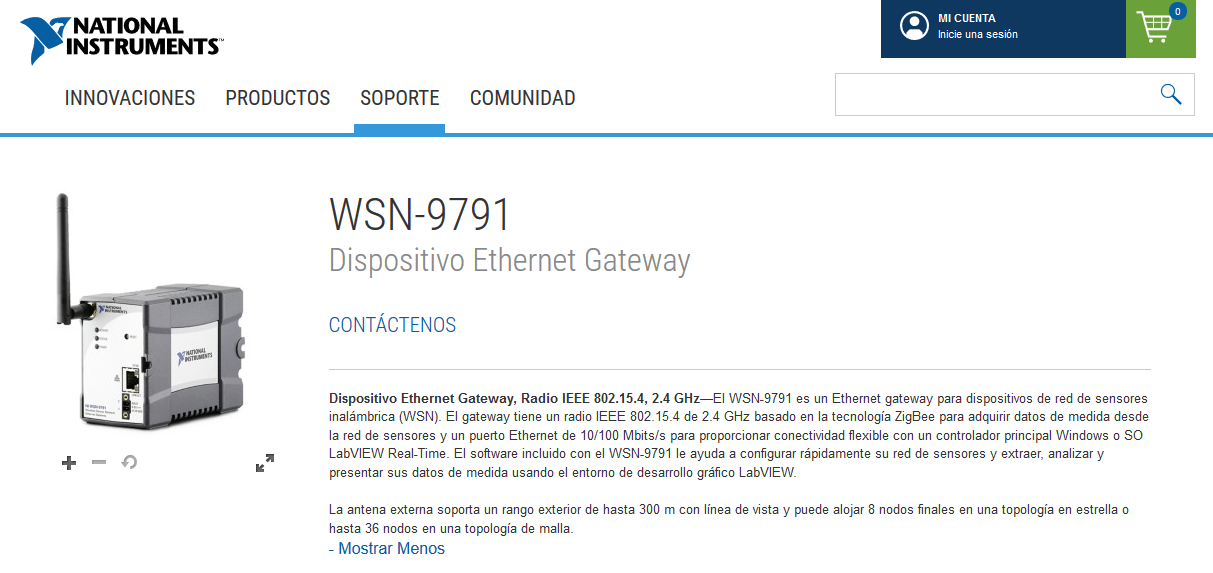 NATIONAL
INSTRUMENTS™
MI CUENTA
Inicie una sesión
0
INNOVACIONES PRODUCTOS SOPORTE COMUNIDAD
WSN-9791
Dispositivo Ethernet Gateway
CONTÁCTENOS
NATIONAL
INSTRUMENTS
NATIONAL
INSTRUMENTS
NI WSN-9791
Dispositivo Ethernet Gateway, Radio IEEE 802.15.4, 2.4 GHz—El WSN-9791 es un Ethernet gateway para dispositivos de red de sensores
inalámbrica (WSN). El gateway tiene un radio IEEE 802.15.4 de 2.4 GHz basado en la tecnología ZigBee para adquirir datos de medida desde
la red de sensores y un puerto Ethernet de 10/100 Mbits/s para proporcionar conectividad flexible con un controlador principal Windows o SO
LabVIEW Real-Time. El software incluido con el WSN-9791 le ayuda a configurar rápidamente su red de sensores y extraer, analizar y
presentar sus datos de medida usando el entorno de desarrollo gráfico LabVIEW.
La antena externa soporta un rango exterior de hasta 300 m con línea de vista y puede alojar 8 nodos finales en una topología en estrella o
hasta 36 nodos en una topología de malla.
- Mostrar Menos